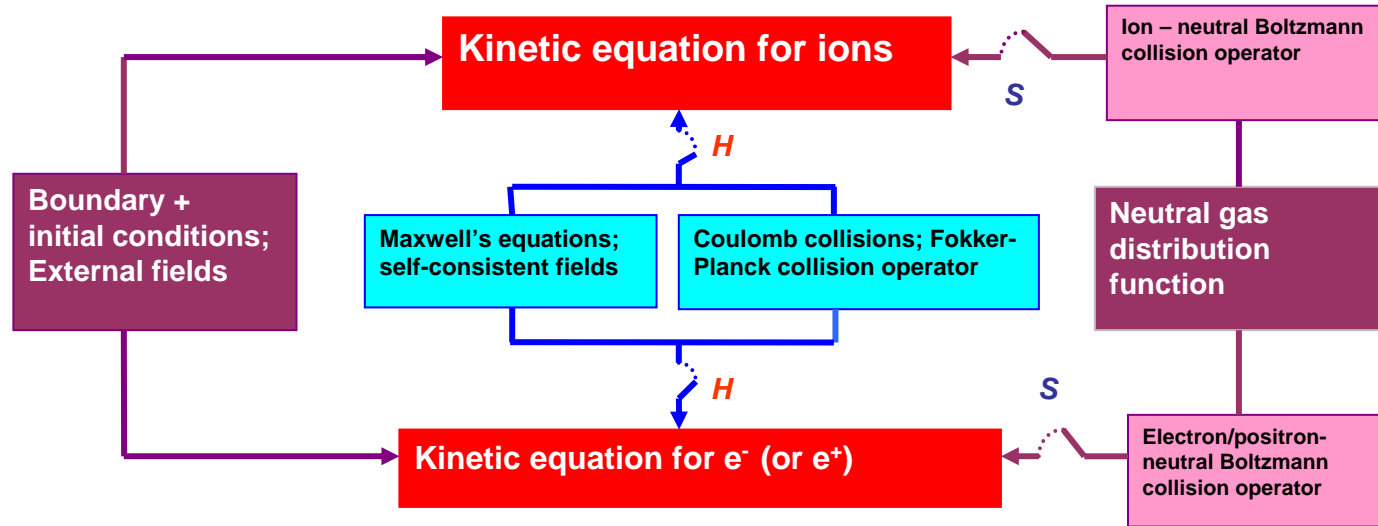 Kinetic equation for ions
Ion – neutral Boltzmann
collision operator
S
H
Boundary +
initial conditions;
External fields
Maxwell's equations;
self-consistent fields
Coulomb collisions; Fokker-
Planck collision operator
Neutral gas
distribution
function
H
S
Kinetic equation for e⁻ (or e⁺)
Electron/positron-
neutral Boltzmann
collision operator